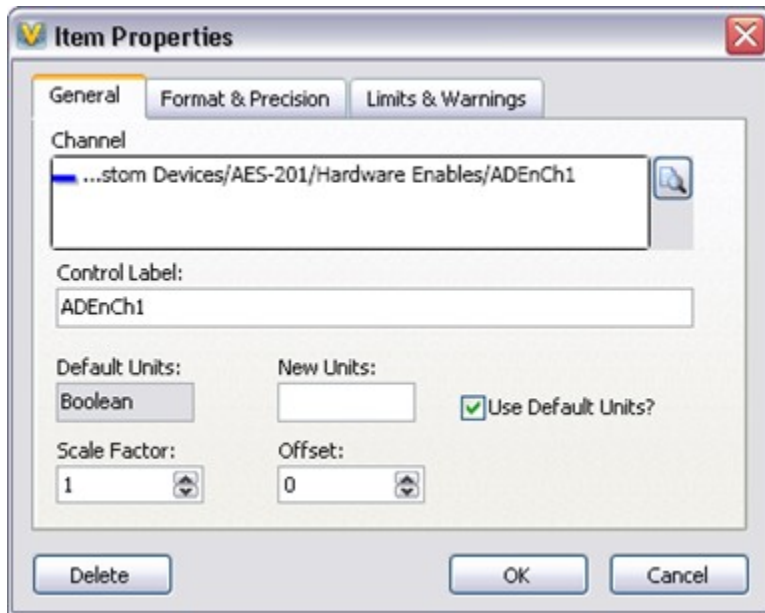 Item Properties
General Format & Precision Limits & Warnings
Channel
...stom Devices/AES-201/Hardware Enables/ADEnCh1
Control Label:
ADEnCh1
Default Units: New Units:
Boolean Use Default Units?
Scale Factor: Offset:
1 0
Delete OK Cancel